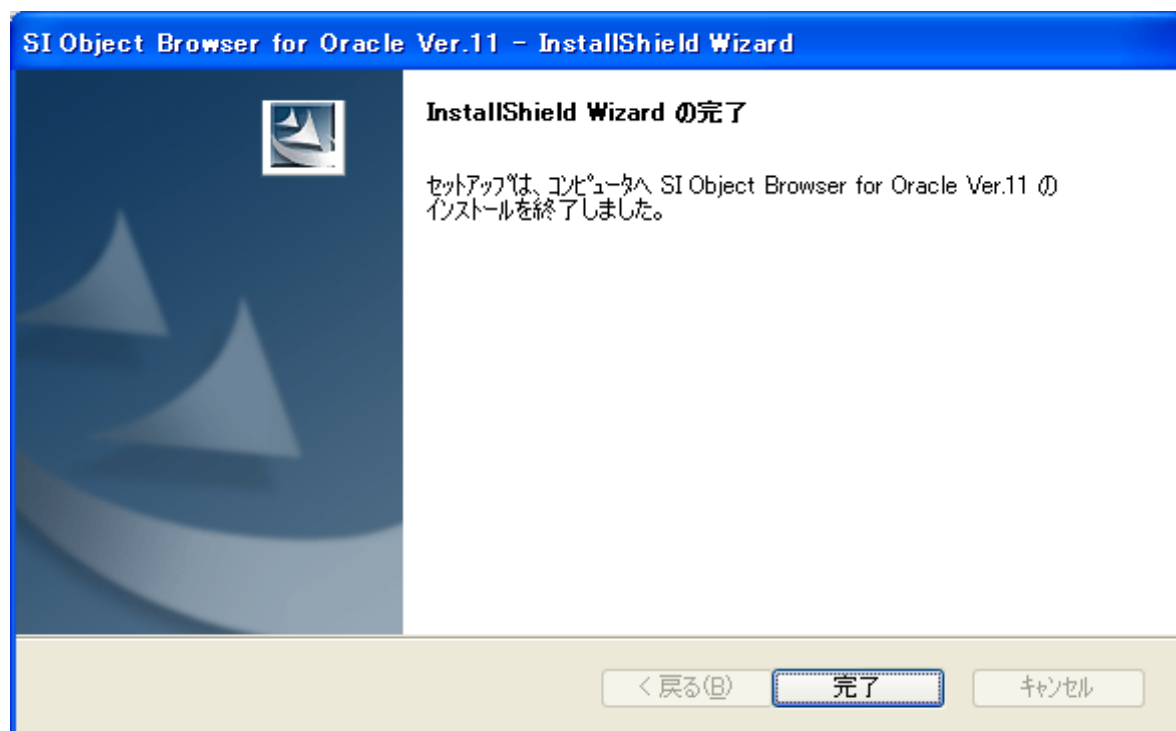 SI Object Browser for Oracle Ver.11 - InstallShield Wizard
InstallShield Wizard の完了
セットアップは、コンピュータへ SI Object Browser for Oracle Ver.11 の
インストールを終了しました。
< 戻る(B)
完了
キャンセル